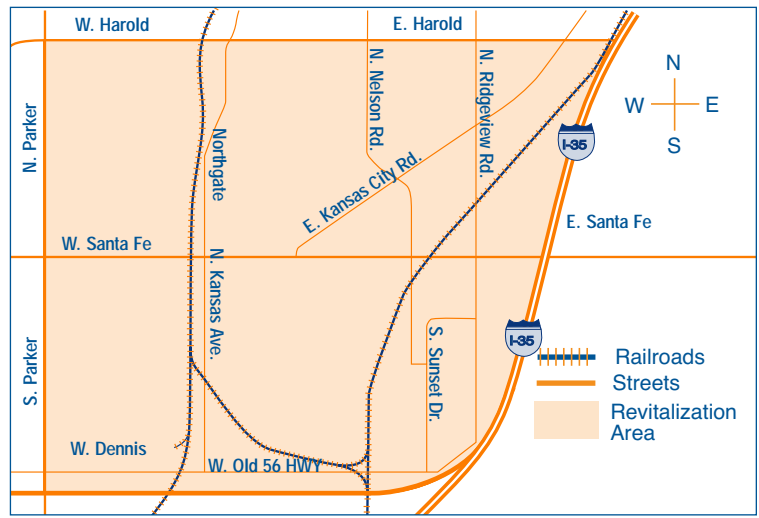 W. Harold
E. Harold
N. Parker
Northgate
N. Nelson Rd.
N. Ridgeview Rd.
E. Kansas City Rd.
N
W
E
S
I-35
W. Santa Fe
E. Santa Fe
N. Kansas Ave.
S. Parker
S. Sunset Dr.
I-35
Railroads
Streets
Revitalization
Area
W. Dennis
W. Old 56 HWY